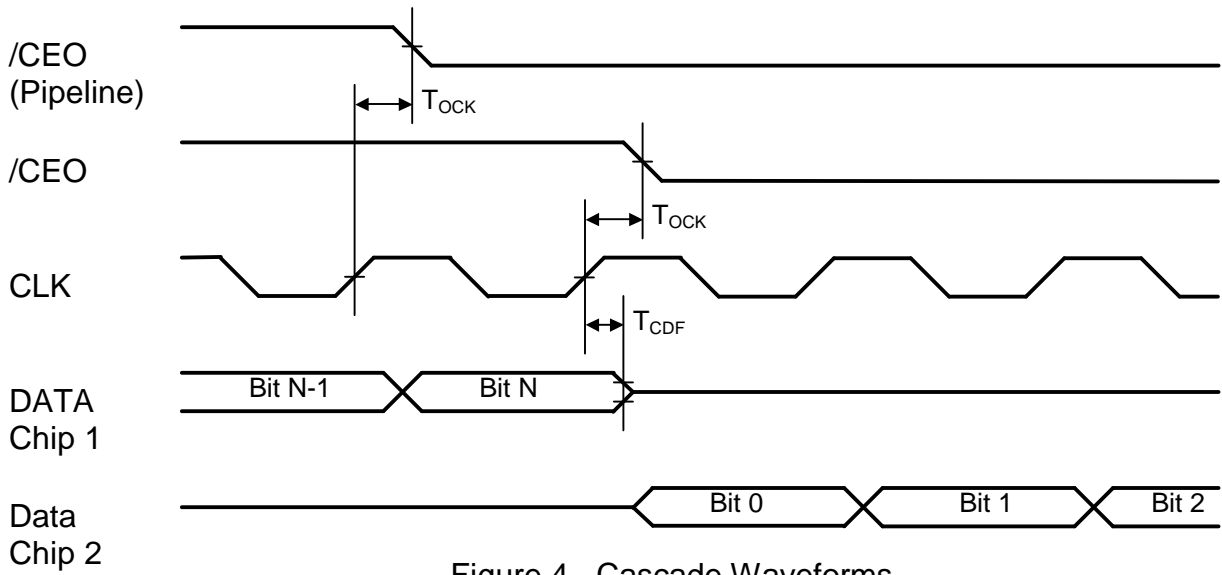 /CEO
(Pipeline)
TOCK
/CEO
TOCK
CLK
TCDF
DATA
Chip 1
Bit N-1
Bit N
Data
Chip 2
Bit 0
Bit 1
Bit 2
Figure 4. Cascade Waveforms